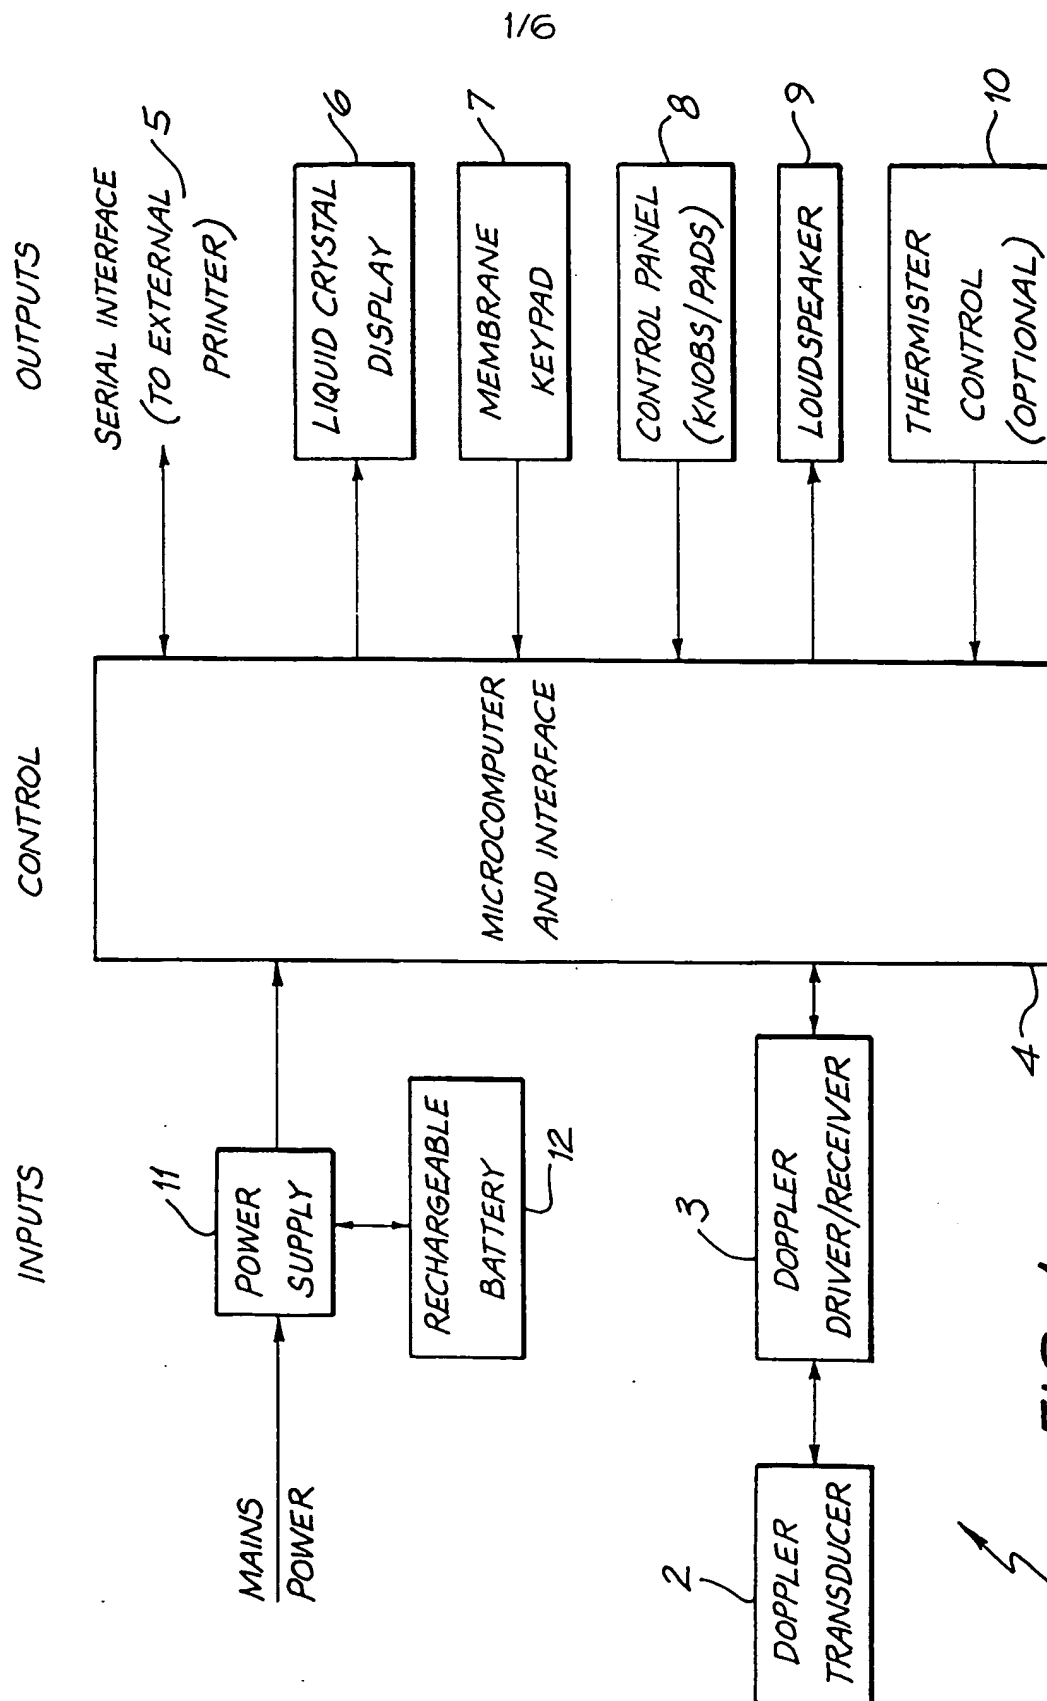 1/6
INPUTS
CONTROL
OUTPUTS
MAINS
POWER
11
POWER
SUPPLY
RECHARGEABLE
BATTERY
12
2
DOPPLER
TRANSDUCER
3
DOPPLER
DRIVER/RECEIVER
MICROCOMPUTER
AND INTERFACE
4
SERIAL INTERFACE
(TO EXTERNAL
PRINTER)
5
LIQUID CRYSTAL
DISPLAY
6
MEMBRANE
KEYPAD
7
CONTROL PANEL
(KNOBS/PADS)
8
LOUDSPEAKER
9
THERMISTER
CONTROL
(OPTIONAL)
10